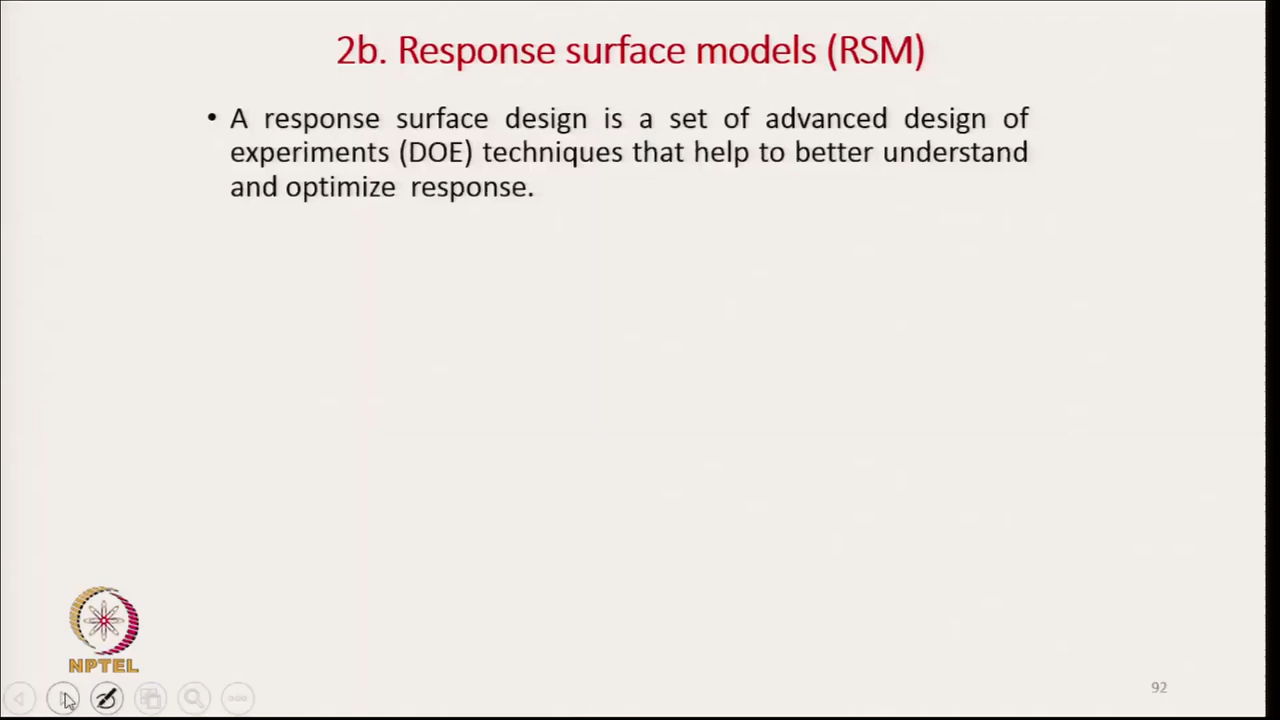 2b. Response surface models (RSM)
• A response surface design is a set of advanced design of
experiments (DOE) techniques that help to better understand
and optimize response.
NPTEL
92